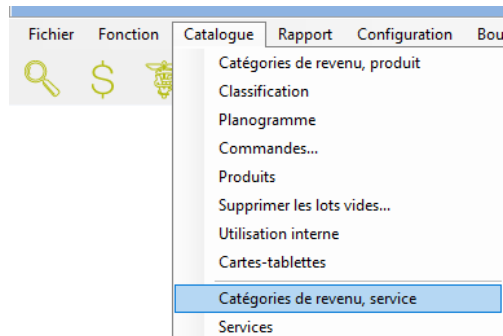 Fichier Fonction Catalogue Rapport Configuration Bou
Catégories de revenu, produit
Classification
Planogramme
Commandes...
Produits
Supprimer les lots vides...
Utilisation interne
Cartes-tablettes
Catégories de revenu, service
Services